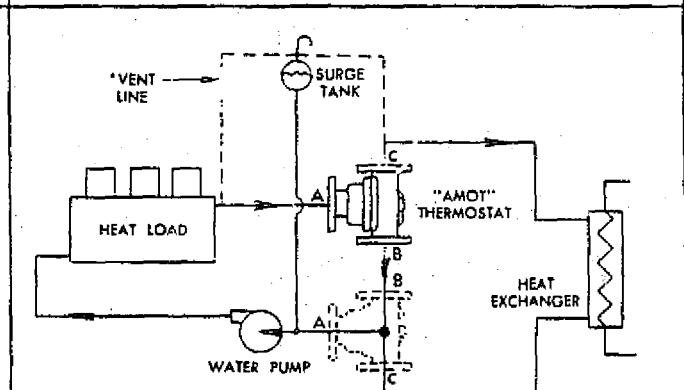 *VENT
LINE
SURGE
TANK
C
A
"AMOT"
THERMOSTAT
HEAT LOAD
B
B
HEAT
EXCHANGER
A
WATER PUMP
C